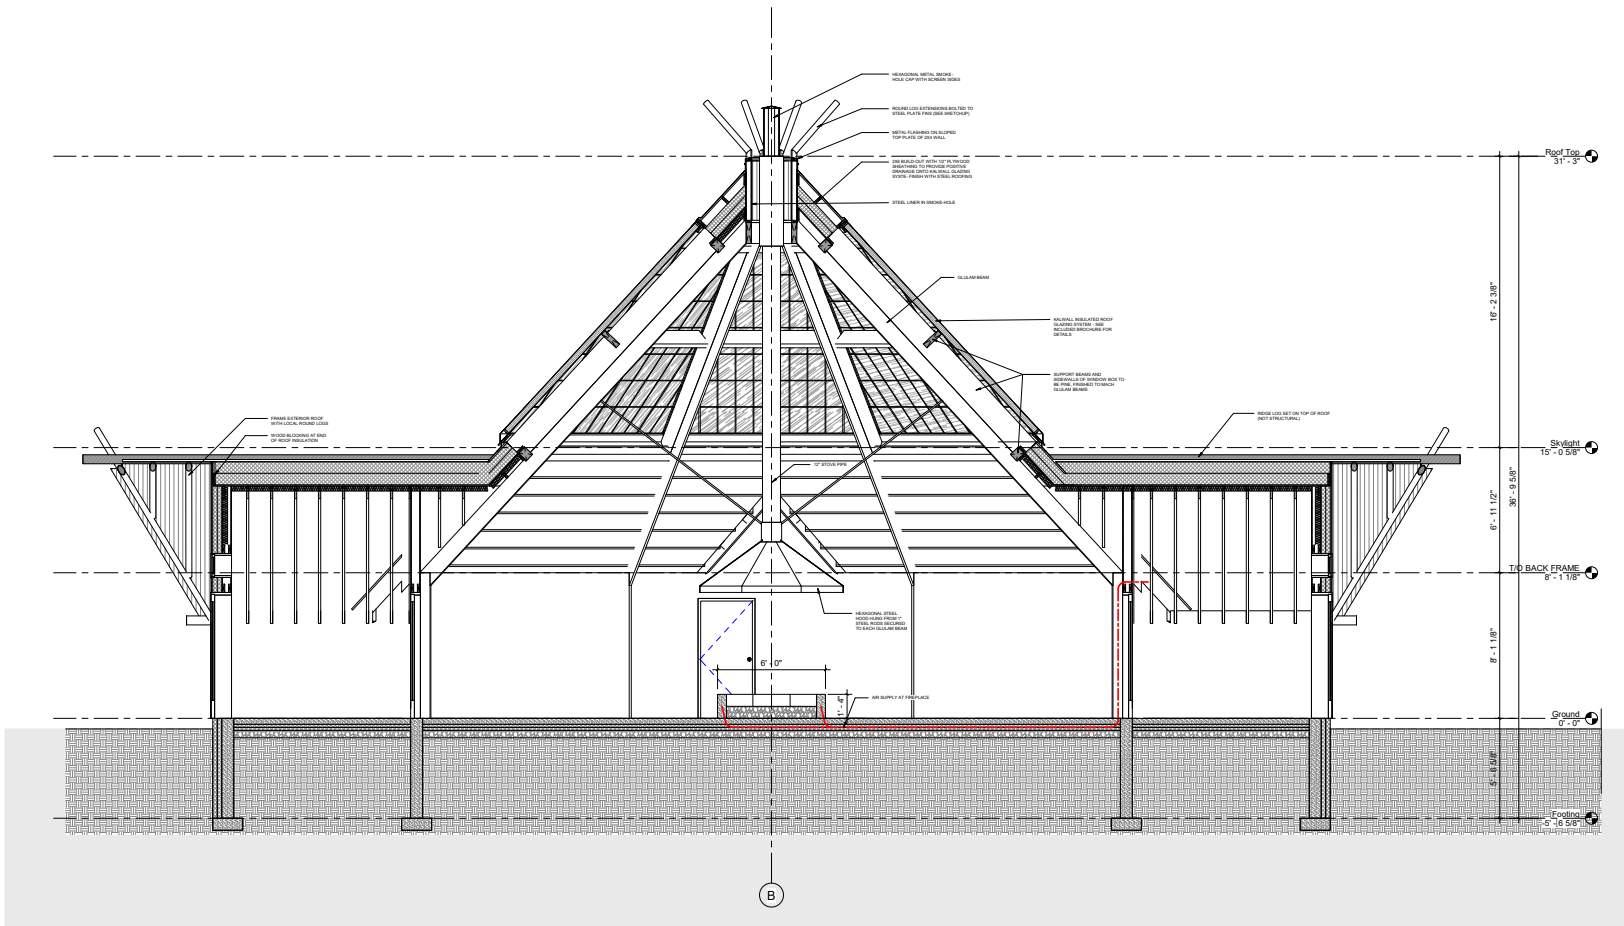 HEXAGONAL METAL SMOKE-
HOLE CAP WITH SCREEN SIDES
ROUND LOG EXTENSIONS BOLTED TO
STEEL PLATE FINS (SEE SKETCHUP)
METAL FLASHING ON SLOPED
TOP PLATE OF 2X4 WALL
2X6 BUILD-OUT WITH 1/2" PLYWOOD
SHEATHING TO PROVIDE POSITIVE
DRAINAGE ONTO KALWALL GLAZING
SYSTE- FINISH WITH STEEL ROOFING
STEEL LINER IN SMOKE-HOLE
Roof Top
31' - 3"
GLULAM BEAM
KALWALL INSULATED ROOF
GLAZING SYSTEM - SEE
INCLUDED BROCHURE FOR
DETAILS
SUPPORT BEAMS AND
SIDEWALLS OF WINDOW BOX TO
BE PINE, FINISHED TO MACH
GLULAM BEAMS
16' - 2 3/8"
FRAME EXTERIOR ROOF
WITH LOCAL ROUND LOGS
WOOD BLOCKING AT END
OF ROOF INSULATION
RIDGE LOG SET ON TOP OF ROOF
(NOT STRUCTURAL)
Skylight
15' - 0 5/8"
12" STOVE PIPE
6' - 11 1/2"
36' - 9 5/8"
T/O BACK FRAME
8' - 1 1/8"
HEXAGONAL STEEL
HOOD HUNG FROM 1"
STEEL RODS SECURED
TO EACH GLULAM BEAM
8' - 1 1/8"
6' - 0"
1' - 4"
AIR SUPPLY AT FIREPLACE
Ground
0' - 0"
5' - 6 5/8"
Footing
-5' - 6 5/8"
B